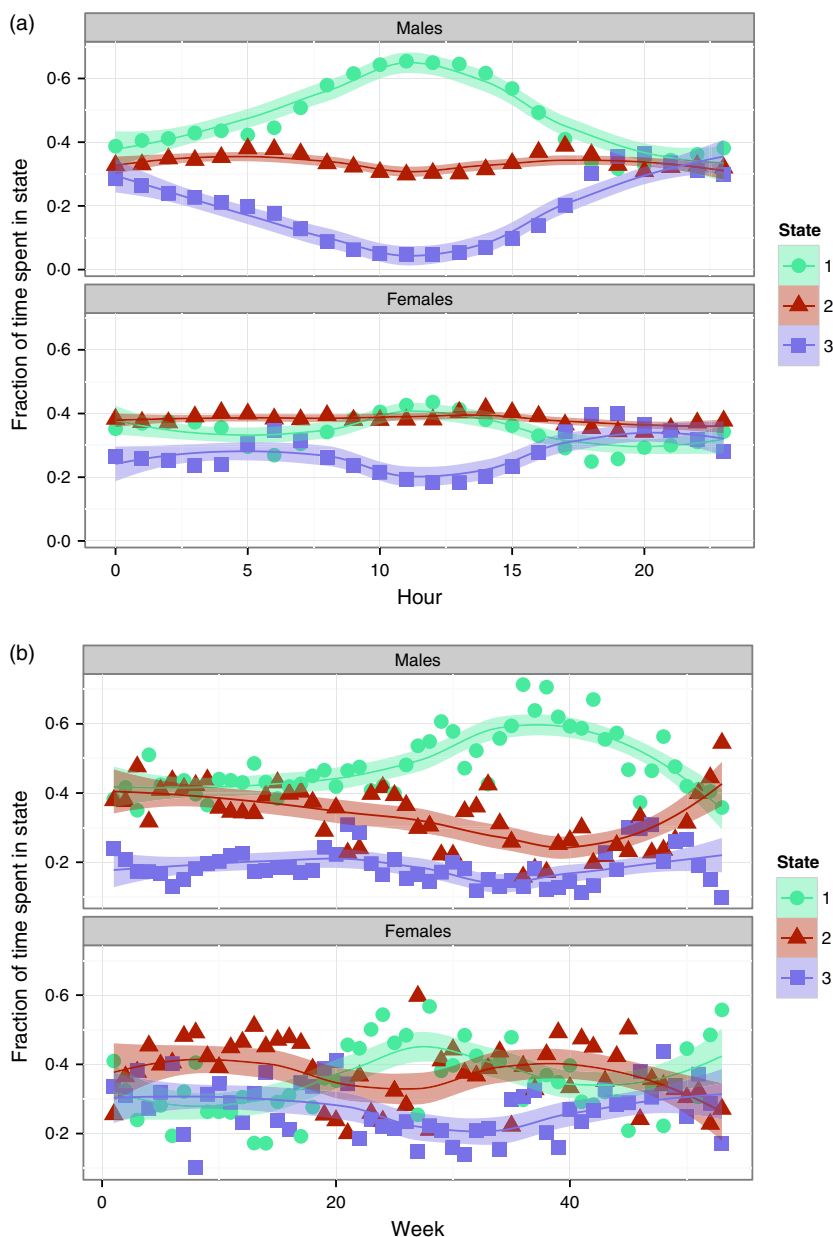 (a)
Males
0·6
0·4
0·2
0·0
Females
0·6
0·4
0·2
0·0
0 5 10 15 20
Hour
Fraction of time spent in state
State
1
2
3
(b)
Males
0·6
0·4
0·2
Females
0·6
0·4
0·2
0 20 40
Week
Fraction of time spent in state
State
1
2
3